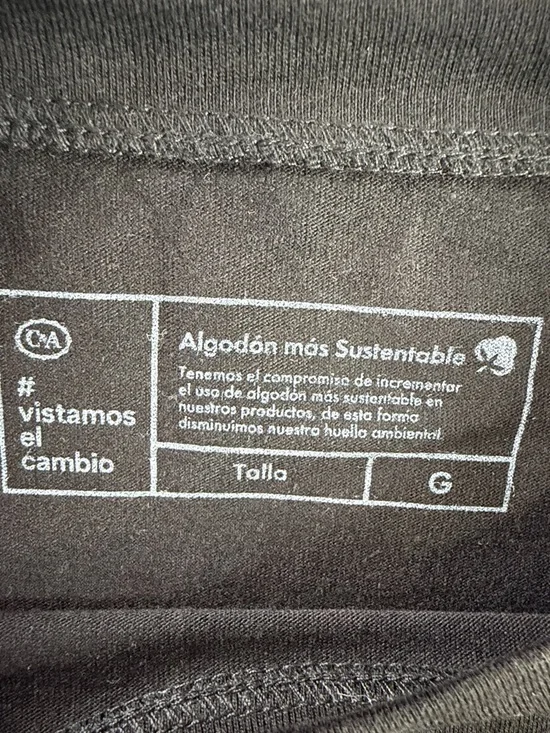 C&A
#
vistamos
el
cambio
Algodón más Sustentable
Tenemos el compromiso de incrementar
el uso de algodón más sustentable en
nuestros productos, de esta forma
disminuimos nuestra huella ambiental.
Talla
G